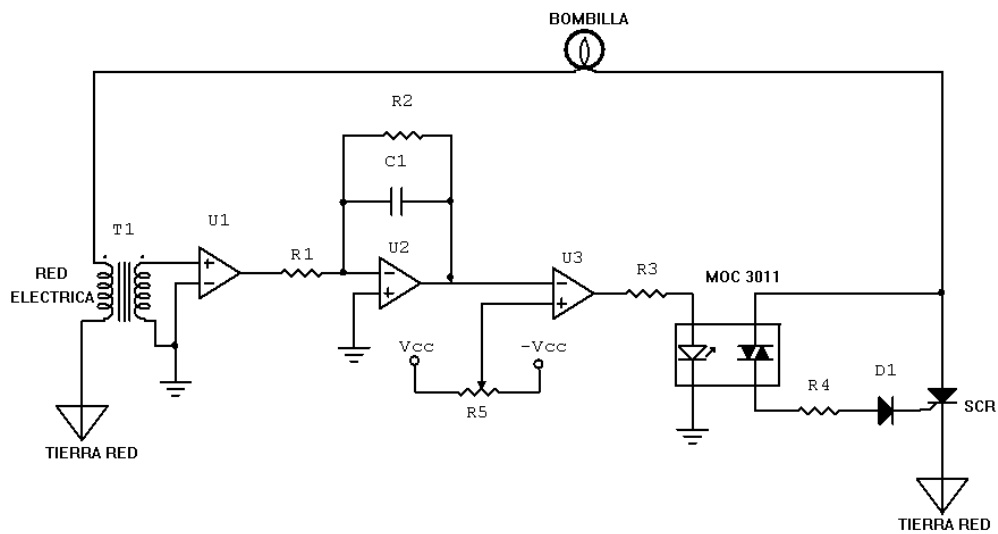 BOMBILLA
R2
C1
U1
T1
R1
U2
U3
R3
MOC 3011
RED
ELECTRICA
Vcc
-Vcc
R5
R4
D1
SCR
TIERRA RED
TIERRA RED